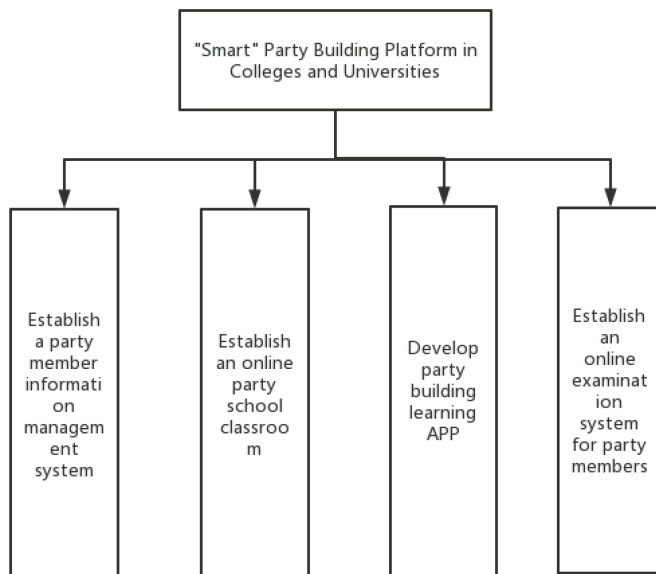 "Smart" Party Building Platform in
Colleges and Universities
Establish
a party
member
informati
on
managem
ent
system
Establish
an online
party
school
classroo
m
Develop
party
building
learning
APP
Establish
an
online
examinat
ion
system
for party
members